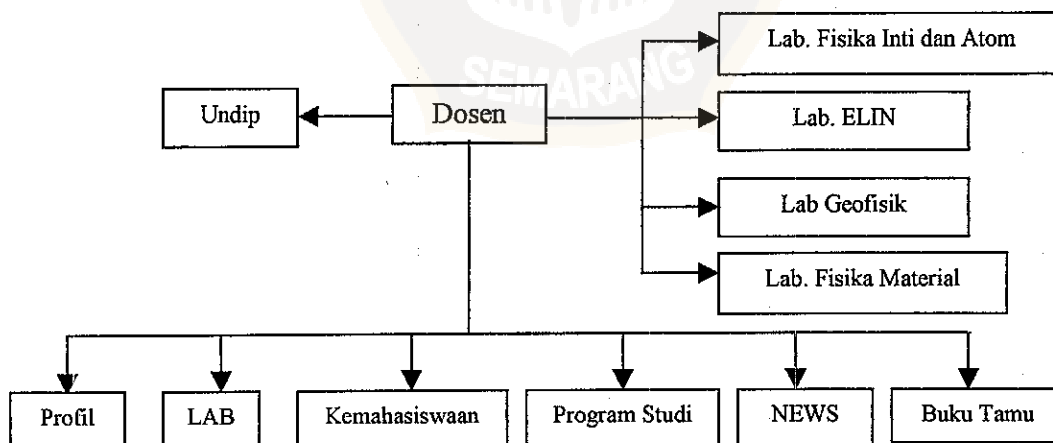 Lab. Fisika Inti dan Atom
SEMARANG
Undip
Dosen
Lab. ELIN
Lab Geofisik
Lab. Fisika Material
Profil
LAB
Kemahasiswaan
Program Studi
NEWS
Buku Tamu